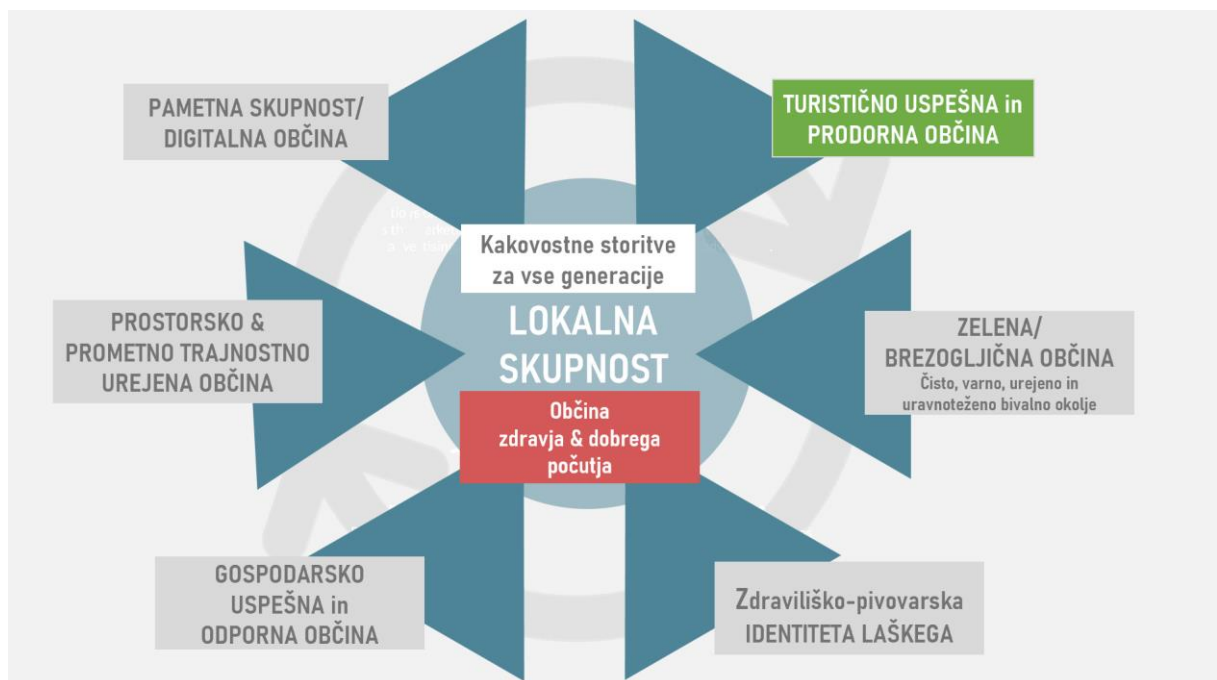 PAMETNA SKUPNOST/
DIGITALNA OBČINA
TURISTIČNO USPEŠNA in
PRODORNA OBČINA
Kakovostne storitve
za vse generacije
LOKALNA
SKUPNOST
Občina
zdravja & dobrega
počutja
PROSTORSKO &
PROMETNO TRAJNOSTNO
UREJENA OBČINA
ZELENA/
BREZOGLJIČNA OBČINA
Čisto, varno, urejeno in
uravnoteženo bivalno okolje
GOSPODARSKO
USPEŠNA in
ODPORNA OBČINA
Zdraviliško-pivovarska
IDENTITETA LAŠKEGA